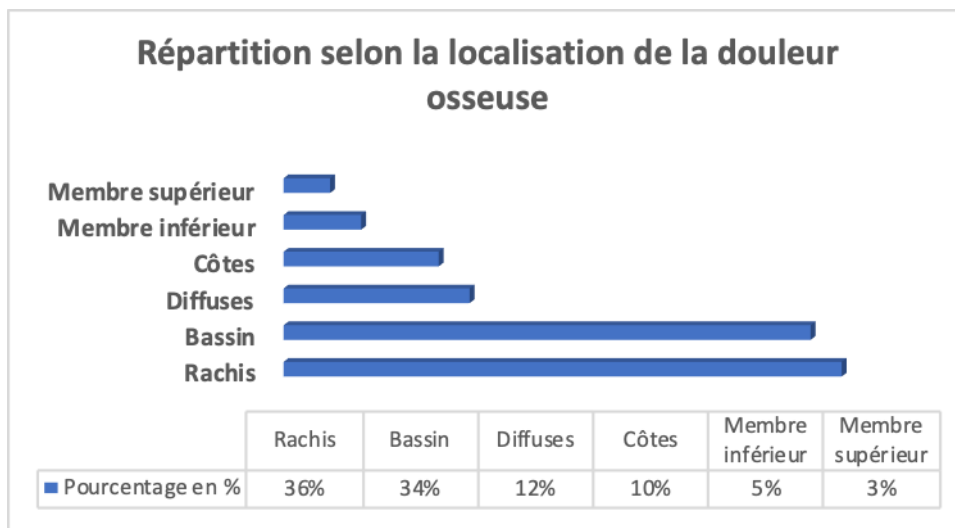 Répartition selon la localisation de la douleur
osseuse
Membre supérieur
Membre inférieur
Côtes
Diffuses
Bassin
Rachis
Rachis Bassin Diffuses Côtes Membre inférieur Membre supérieur
Pourcentage en % 36% 34% 12% 10% 5% 3%